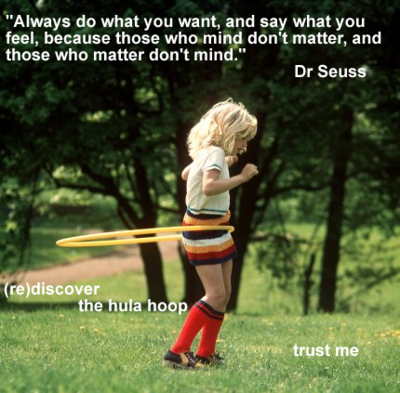 "Always do what you want, and say what you
feel, because those who mind don't matter, and
those who matter don't mind."
Dr Seuss
(re)discover
the hula hoop
trust me